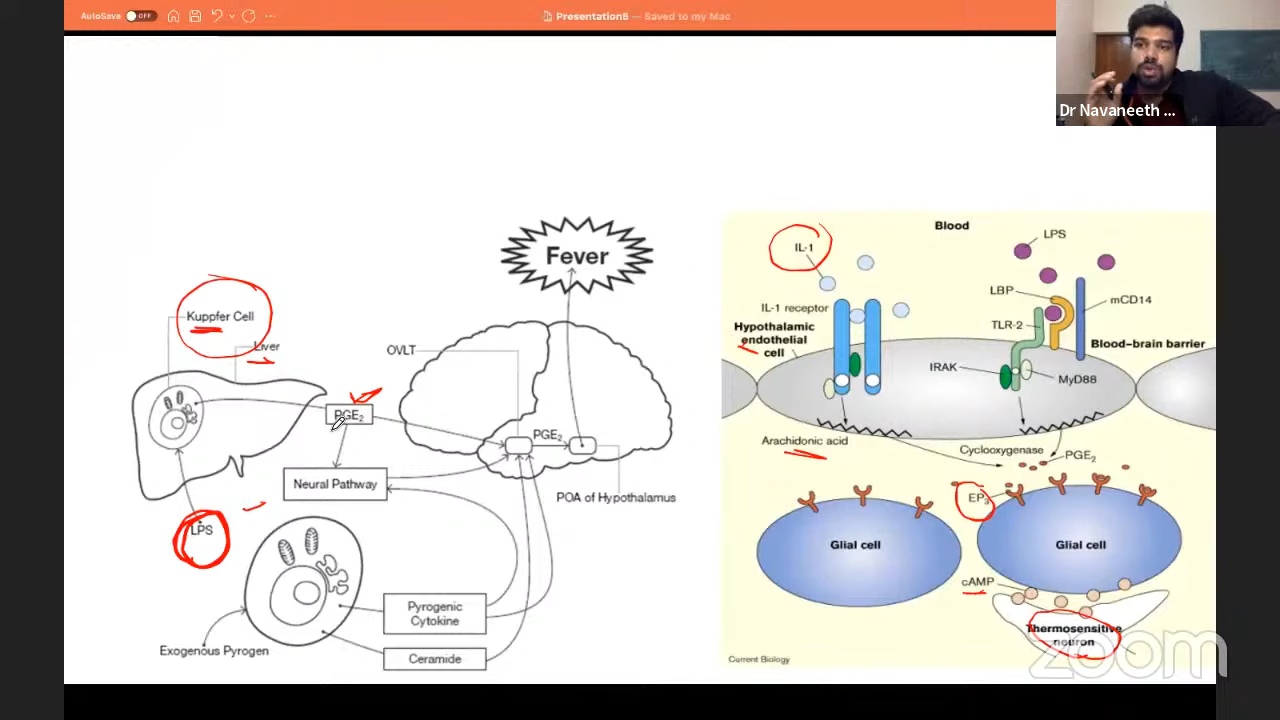 AutoSave OFF
Presentation5 — Saved to my Mac
Dr Navaneeth ...
Fever
Kuppfer Cell
Liver
OVLT
PGE2
PGE2
Neural Pathway
POA of Hypothalamus
LPS
Pyrogenic
Cytokine
Exogenous Pyrogen
Ceramide
Blood
IL-1
LPS
LBP
mCD14
IL-1 receptor
TLR-2
Hypothalamic
endothelial
cell
Blood–brain barrier
IRAK
MyD88
Arachidonic acid
Cyclooxygenase
PGE2
EP3
Glial cell
Glial cell
cAMP
Thermosensitive
neuron
Current Biology
zoom